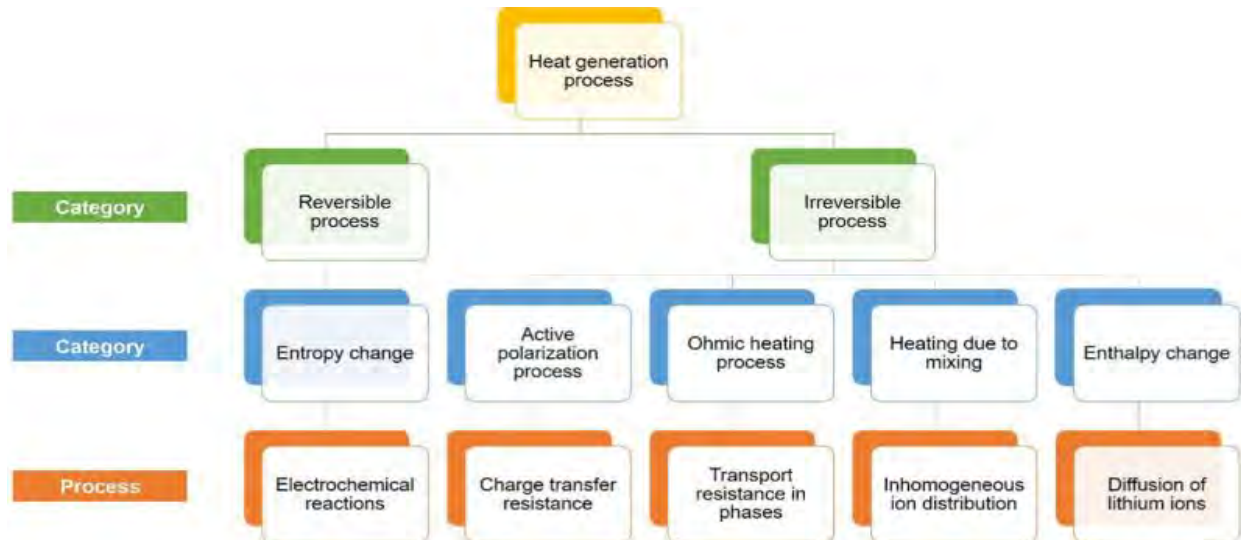 Heat generation
process
Category
Reversible
process
Irreversible
process
Category
Entropy change
Active
polarization
process
Ohmic heating
process
Heating due to
mixing
Enthalpy change
Process
Electrochemical
reactions
Charge transfer
resistance
Transport
resistance in
phases
Inhomogeneous
ion distribution
Diffusion of
lithium ions